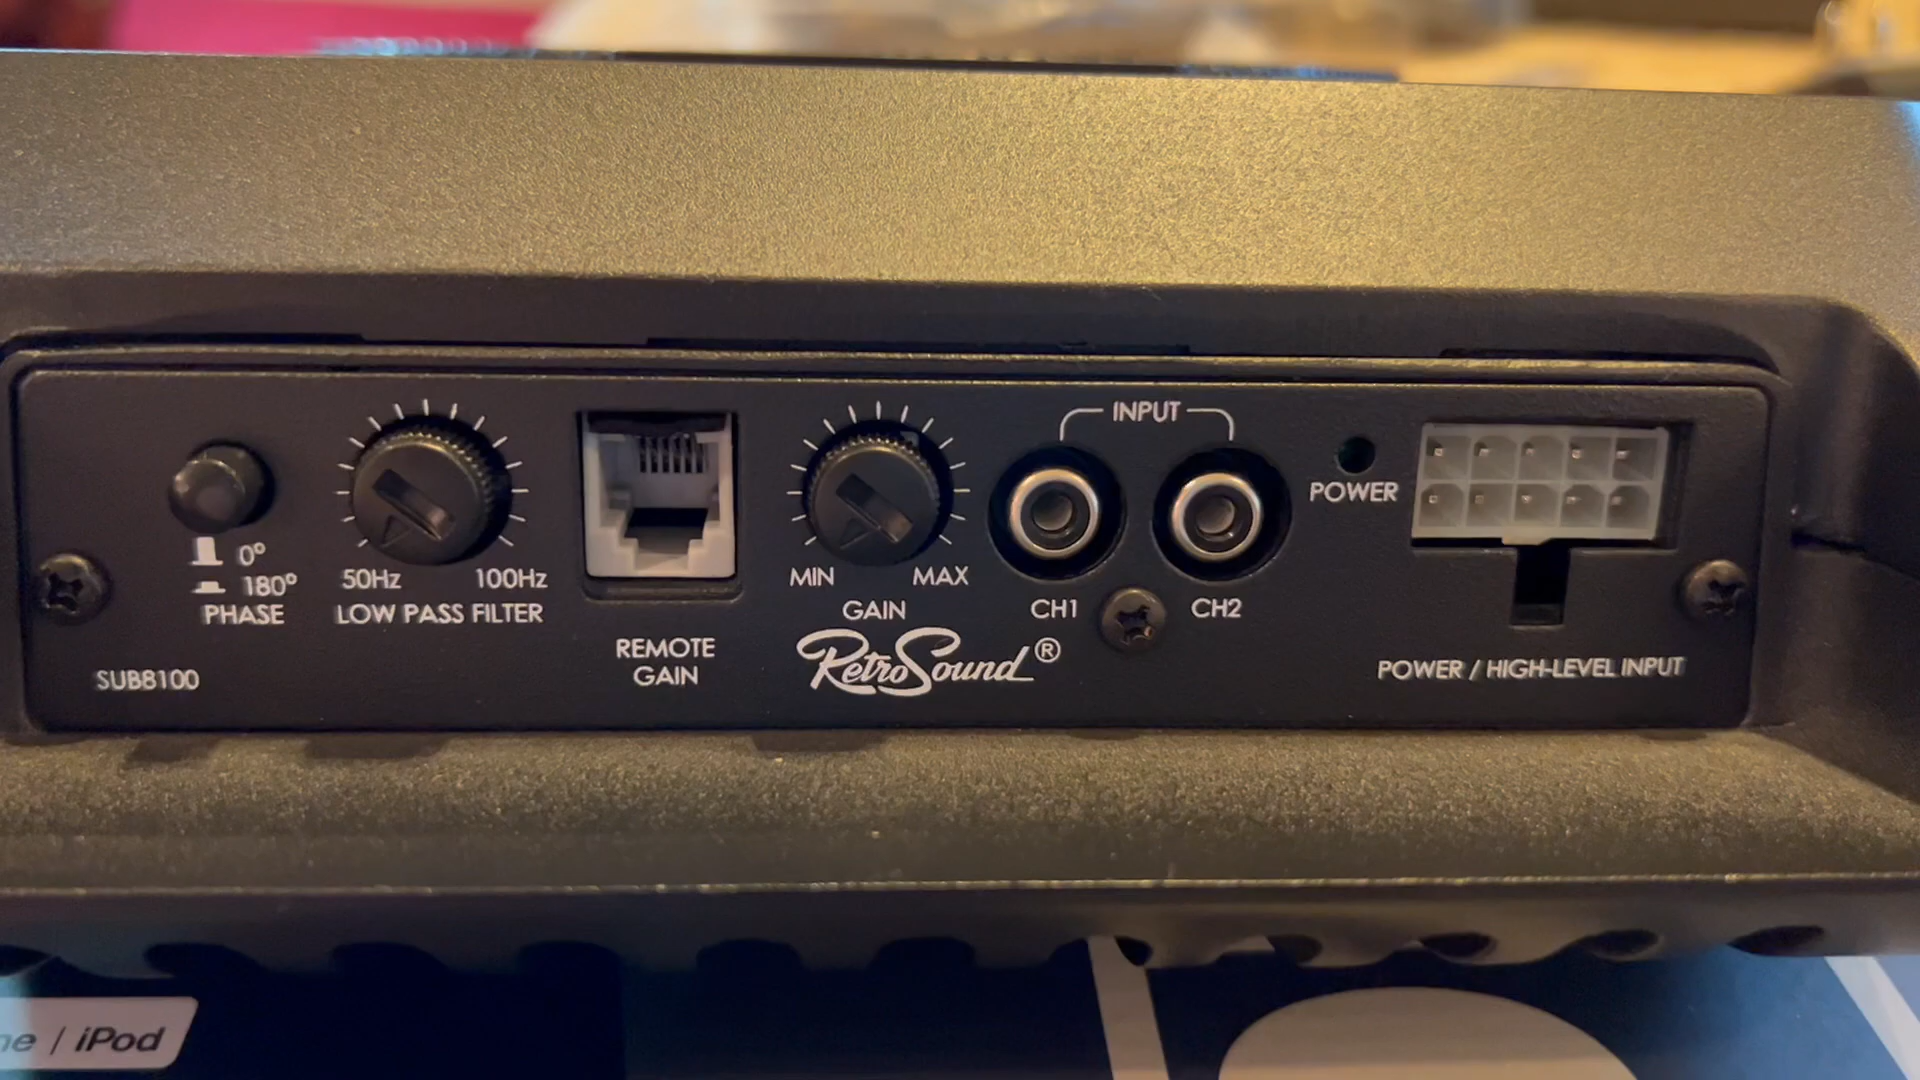 INPUT
POWER
0°
180°
PHASE
50Hz
100Hz
LOW PASS FILTER
MIN
MAX
GAIN
CH1
CH2
REMOTE
GAIN
RetroSound®
POWER / HIGH-LEVEL INPUT
SUB8100
/ iPod